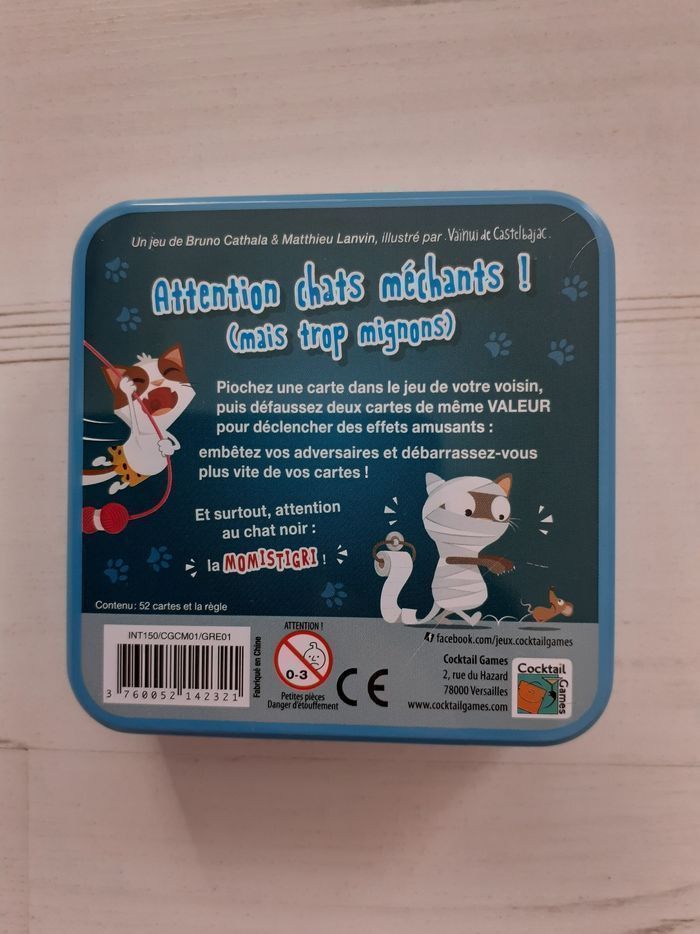 Un jeu de Bruno Cathala & Matthieu Lanvin, illustré par Vaïnui de Castelbajac.
Attention chats méchants !
(mais trop mignons)
Piochez une carte dans le jeu de votre voisin,
puis défaussez deux cartes de même VALEUR
pour déclencher des effets amusants :
embêtez vos adversaires et débarrassez-vous
plus vite de vos cartes !
Et surtout, attention
au chat noir :
la MOMISTIGRI !
Contenu : 52 cartes et la règle
INT150/CGCM01/GRE01
3 760052 142321
Fabriqué en Chine
ATTENTION !
0-3
Petites pièces
Danger d'étouffement
CE
facebook.com/jeux.cocktailgames
Cocktail Games
2, rue du Hazard
78000 Versailles
www.cocktailgames.com
Cocktail
Games